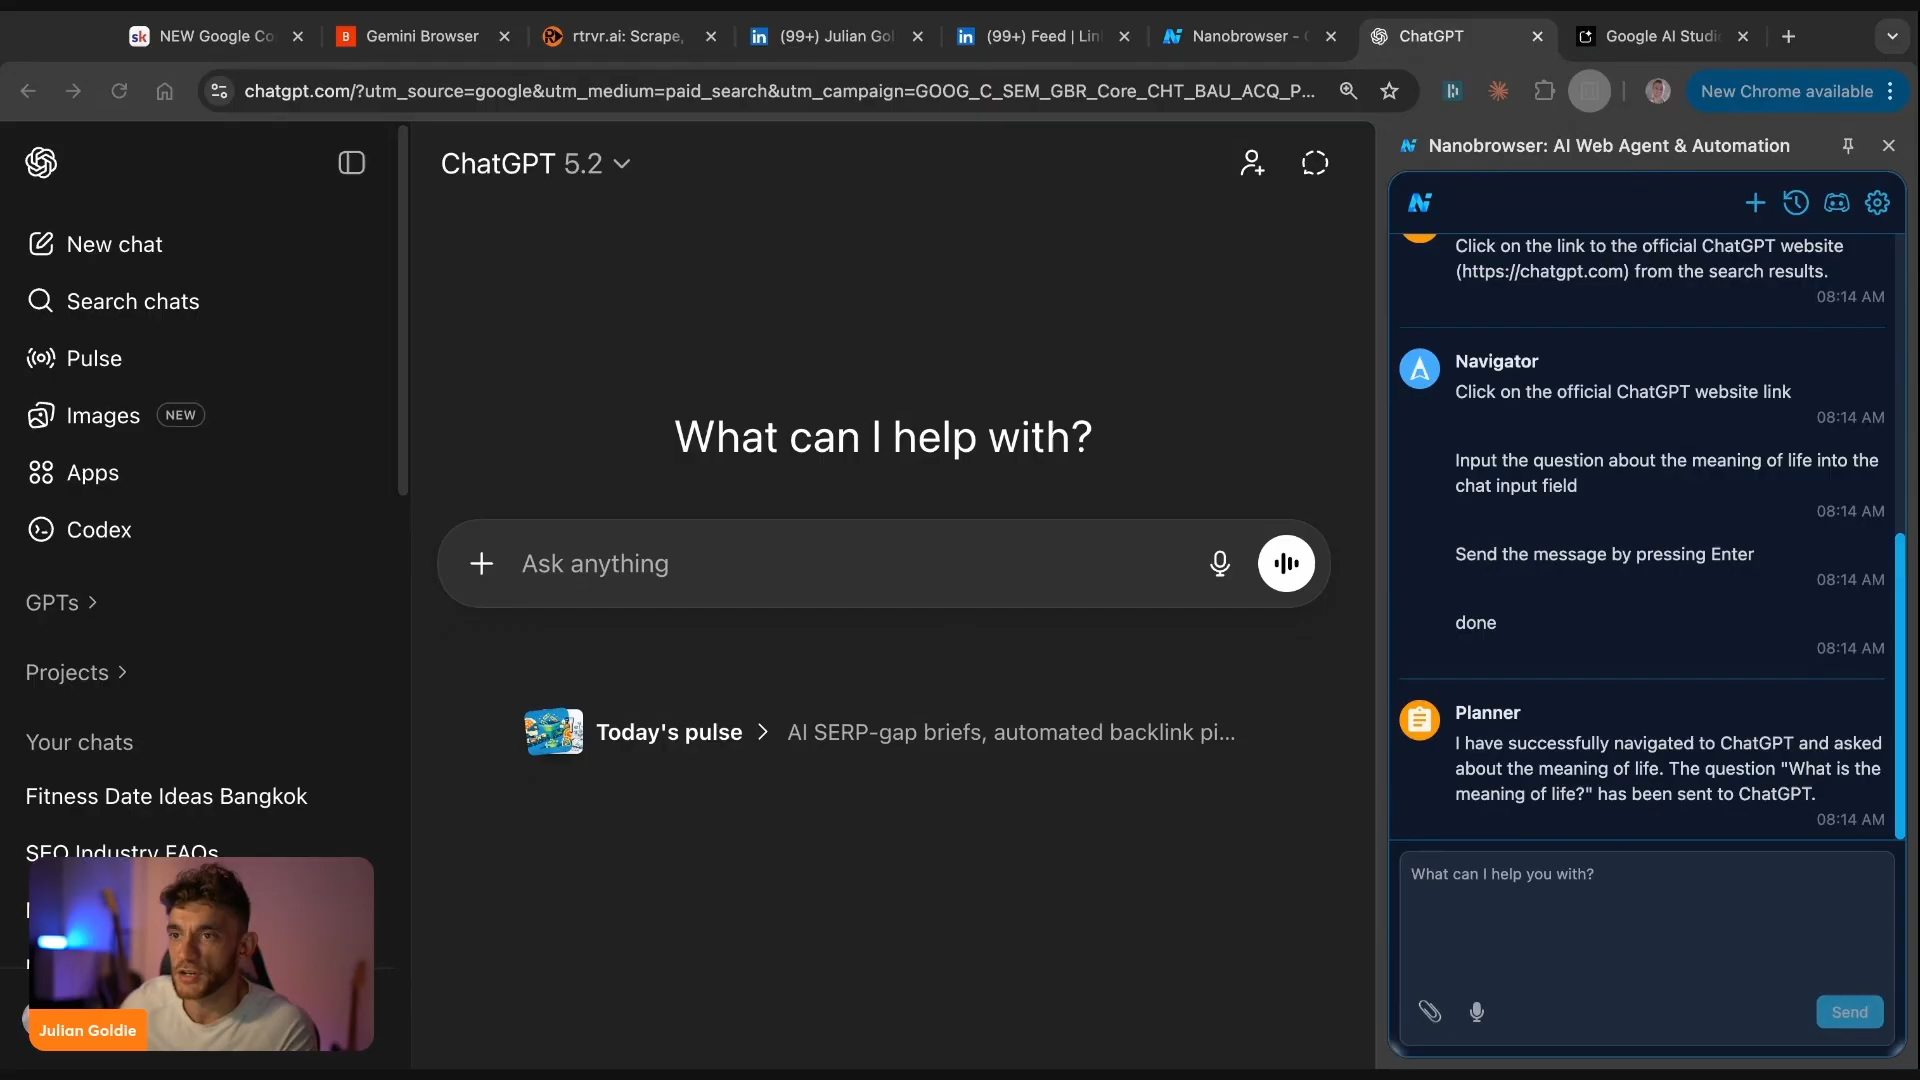 NEW Google Co
Gemini Browser
rtrvr.ai: Scrape,
(99+) Julian Gol
(99+) Feed | Lin
Nanobrowser -
ChatGPT
Google AI Studi
chatgpt.com/?utm_source=google&utm_medium=paid_search&utm_campaign=GOOG_C_SEM_GBR_Core_CHT_BAU_ACQ_P...
New Chrome available
ChatGPT 5.2
New chat
Search chats
Pulse
Images NEW
Apps
Codex
GPTs
Projects
Your chats
Fitness Date Ideas Bangkok
SEO Industry FAQs
Julian Goldie
What can I help with?
Ask anything
Today's pulse
AI SERP-gap briefs, automated backlink pi...
Nanobrowser: AI Web Agent & Automation
Click on the link to the official ChatGPT website
(https://chatgpt.com) from the search results.
08:14 AM
Navigator
Click on the official ChatGPT website link
08:14 AM
Input the question about the meaning of life into the
chat input field
08:14 AM
Send the message by pressing Enter
08:14 AM
done
08:14 AM
Planner
I have successfully navigated to ChatGPT and asked
about the meaning of life. The question "What is the
meaning of life?" has been sent to ChatGPT.
08:14 AM
What can I help you with?
Send